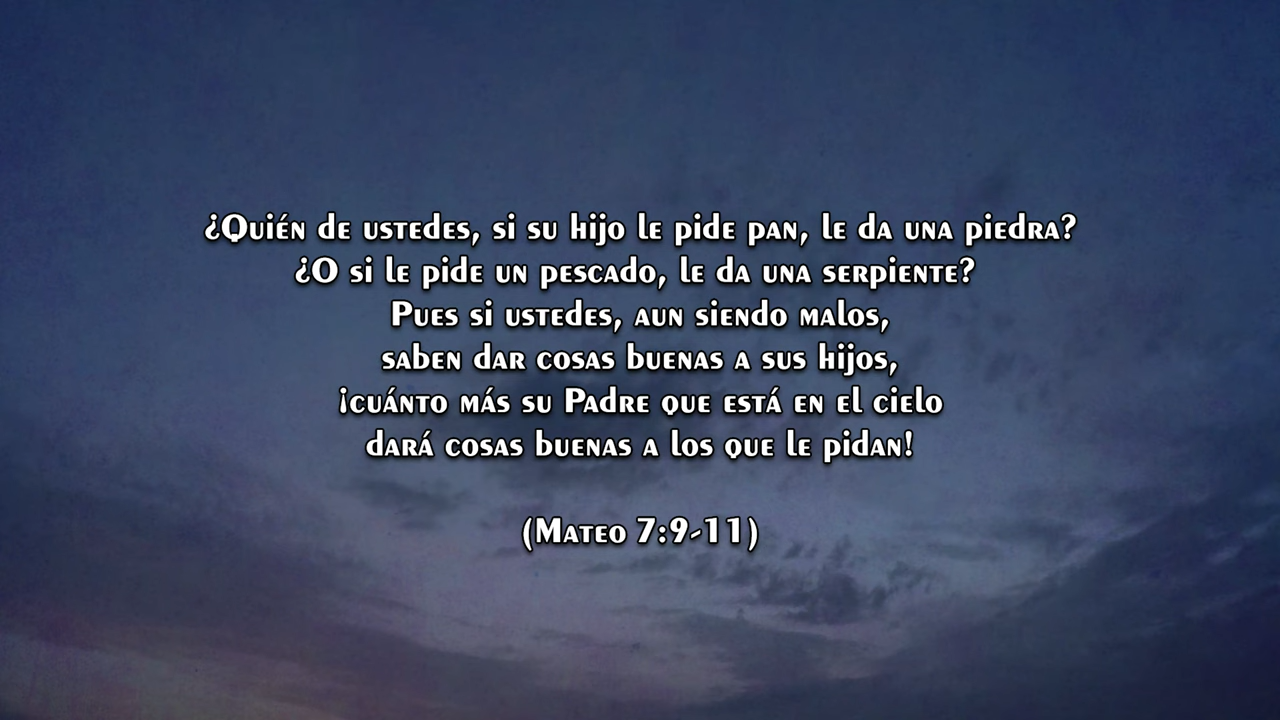 ¿Quién de ustedes, si su hijo le pide pan, le da una piedra?
¿O si le pide un pescado, le da una serpiente?
Pues si ustedes, aun siendo malos,
saben dar cosas buenas a sus hijos,
¡cuánto más su Padre que está en el cielo
dará cosas buenas a los que le pidan!
(Mateo 7:9-11)